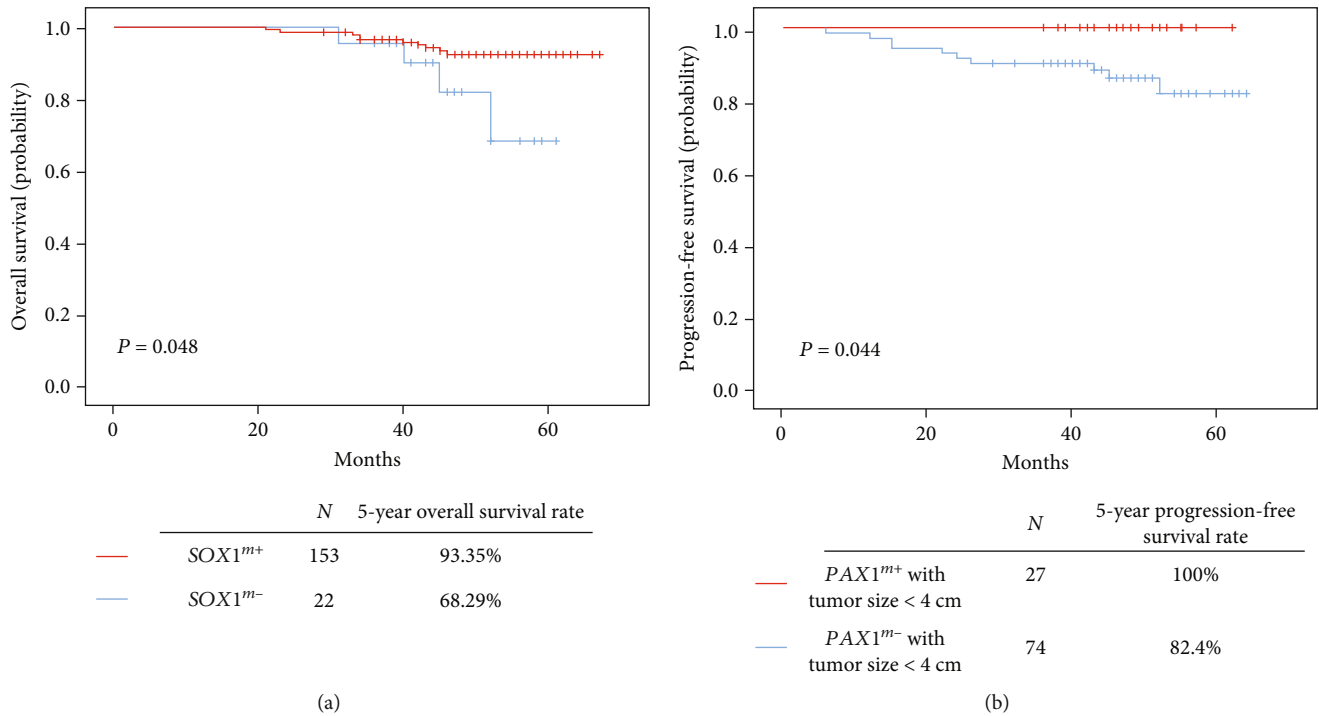 Overall survival (probability)
1.0
0.8
0.6
0.4
0.2
0.0
P = 0.048
0 20 40 60
Months
N 5-year overall survival rate
SOX1ᵐ⁺ 153 93.35%
SOX1ᵐ⁻ 22 68.29%
(a)
Progression-free survival (probability)
1.0
0.8
0.6
0.4
0.2
0.0
P = 0.044
0 20 40 60
Months
N 5-year progression-free
survival rate
PAX1ᵐ⁺ with 27 100%
tumor size < 4 cm
PAX1ᵐ⁻ with 74 82.4%
tumor size < 4 cm
(b)